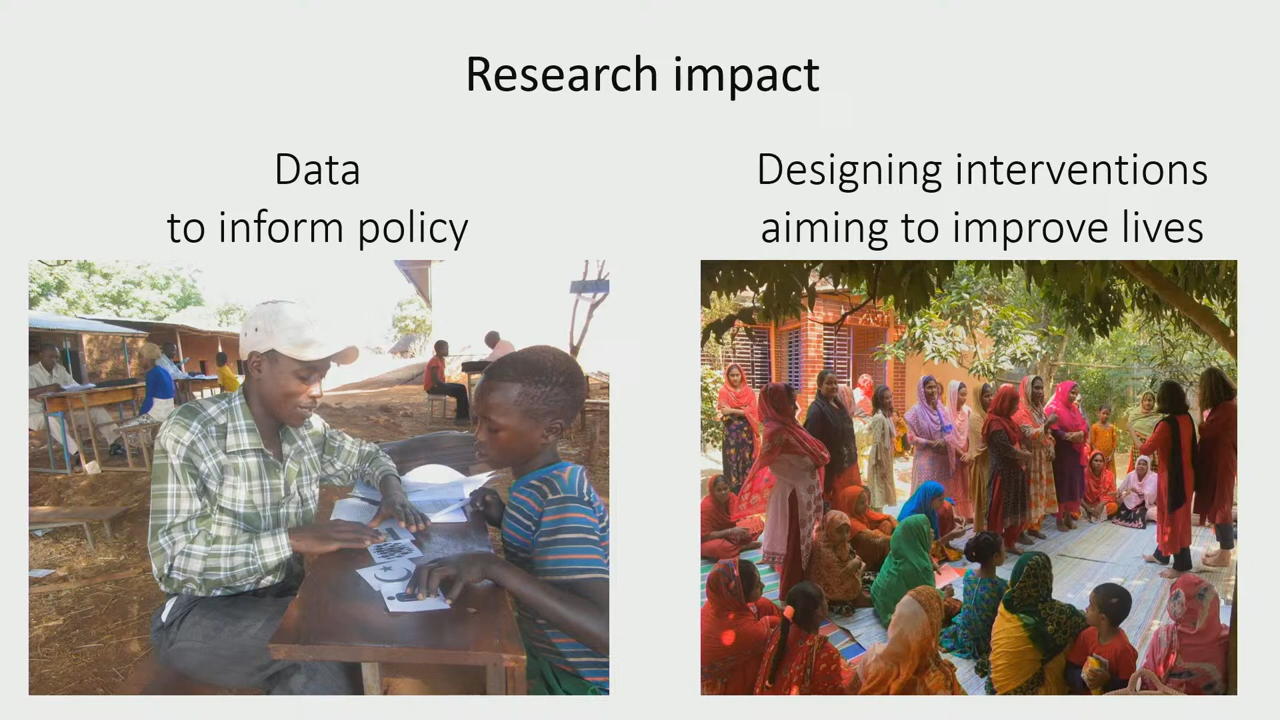 Research impact
Data
to inform policy
Designing interventions
aiming to improve lives